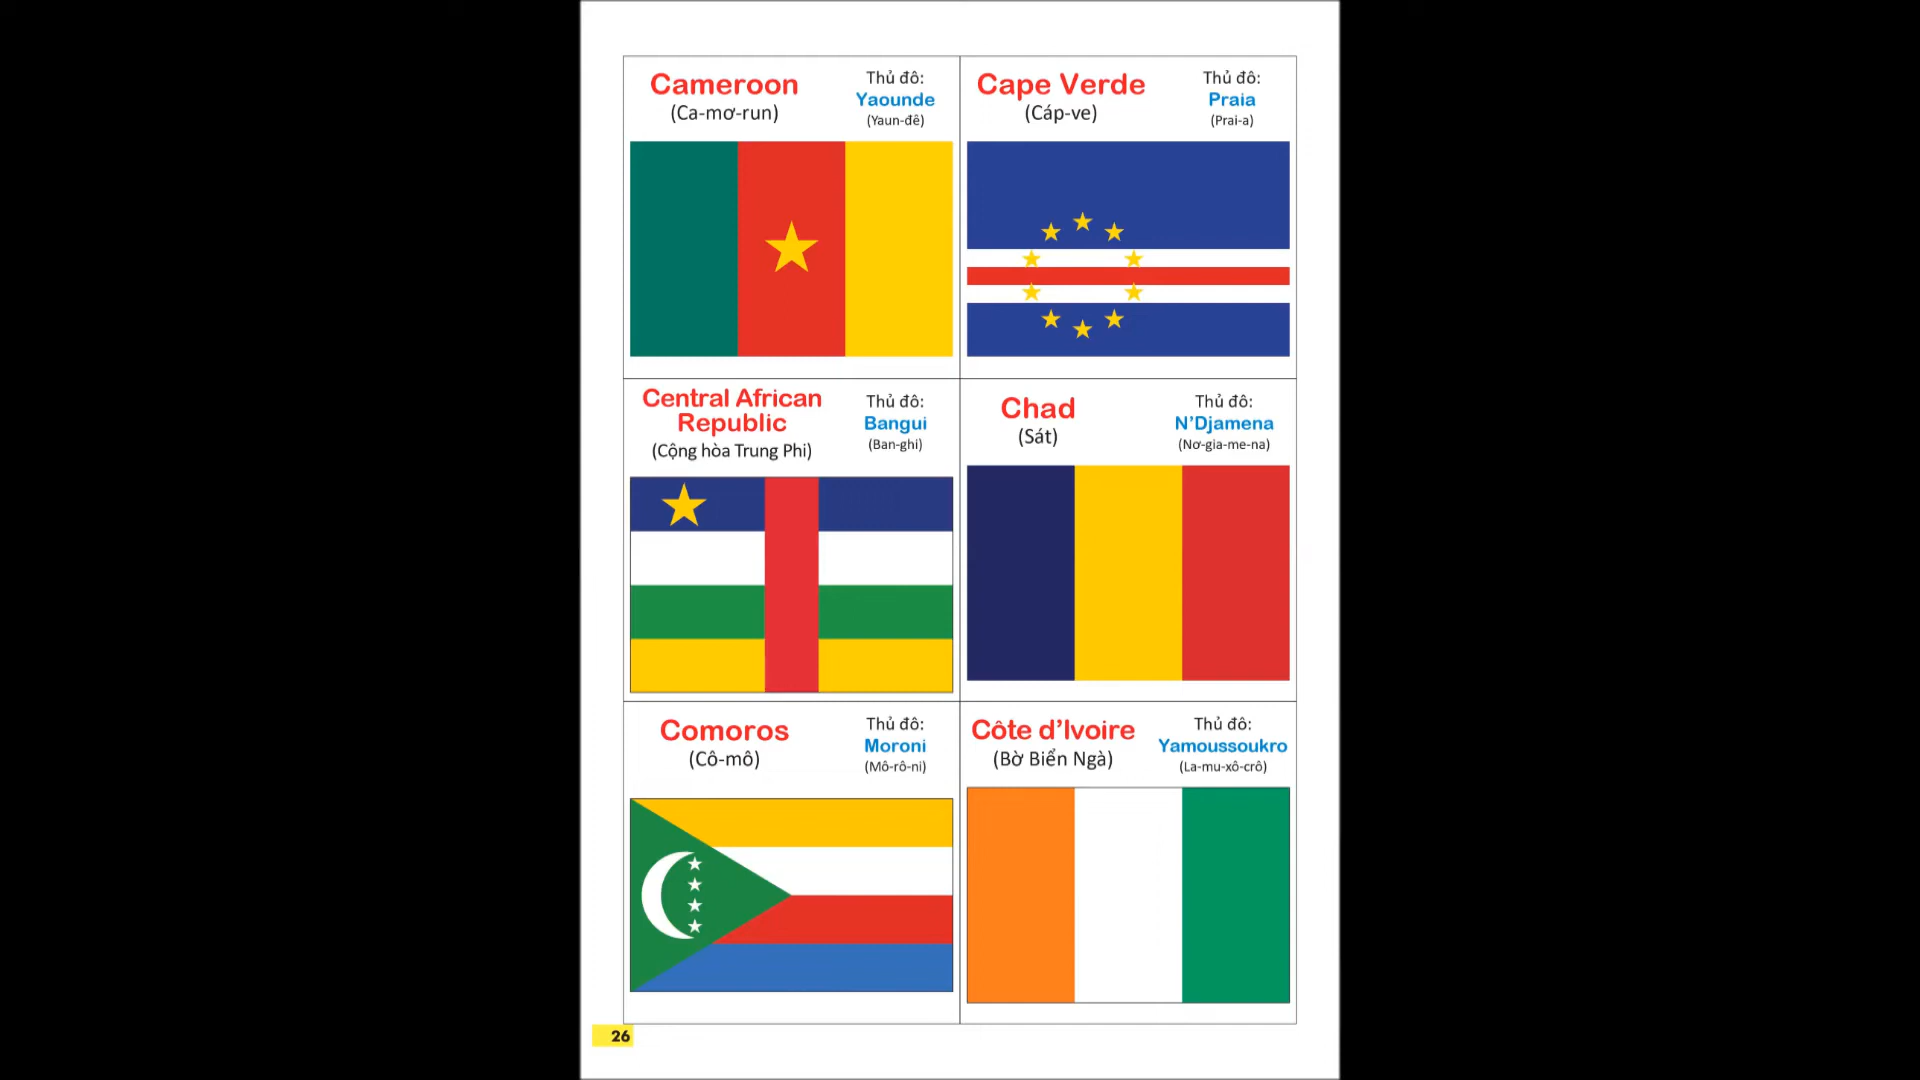 Cameroon
(Ca-mơ-run)
Thủ đô:
Yaounde
(Yaun-đê)
Cape Verde
(Cáp-ve)
Thủ đô:
Praia
(Prai-a)
Central African
Republic
(Cộng hòa Trung Phi)
Thủ đô:
Bangui
(Ban-ghi)
Chad
(Sát)
Thủ đô:
N’Djamena
(Nơ-gia-me-na)
Comoros
(Cô-mô)
Thủ đô:
Moroni
(Mô-rô-ni)
Côte d’Ivoire
(Bờ Biển Ngà)
Thủ đô:
Yamoussoukro
(La-mu-xô-crô)
26